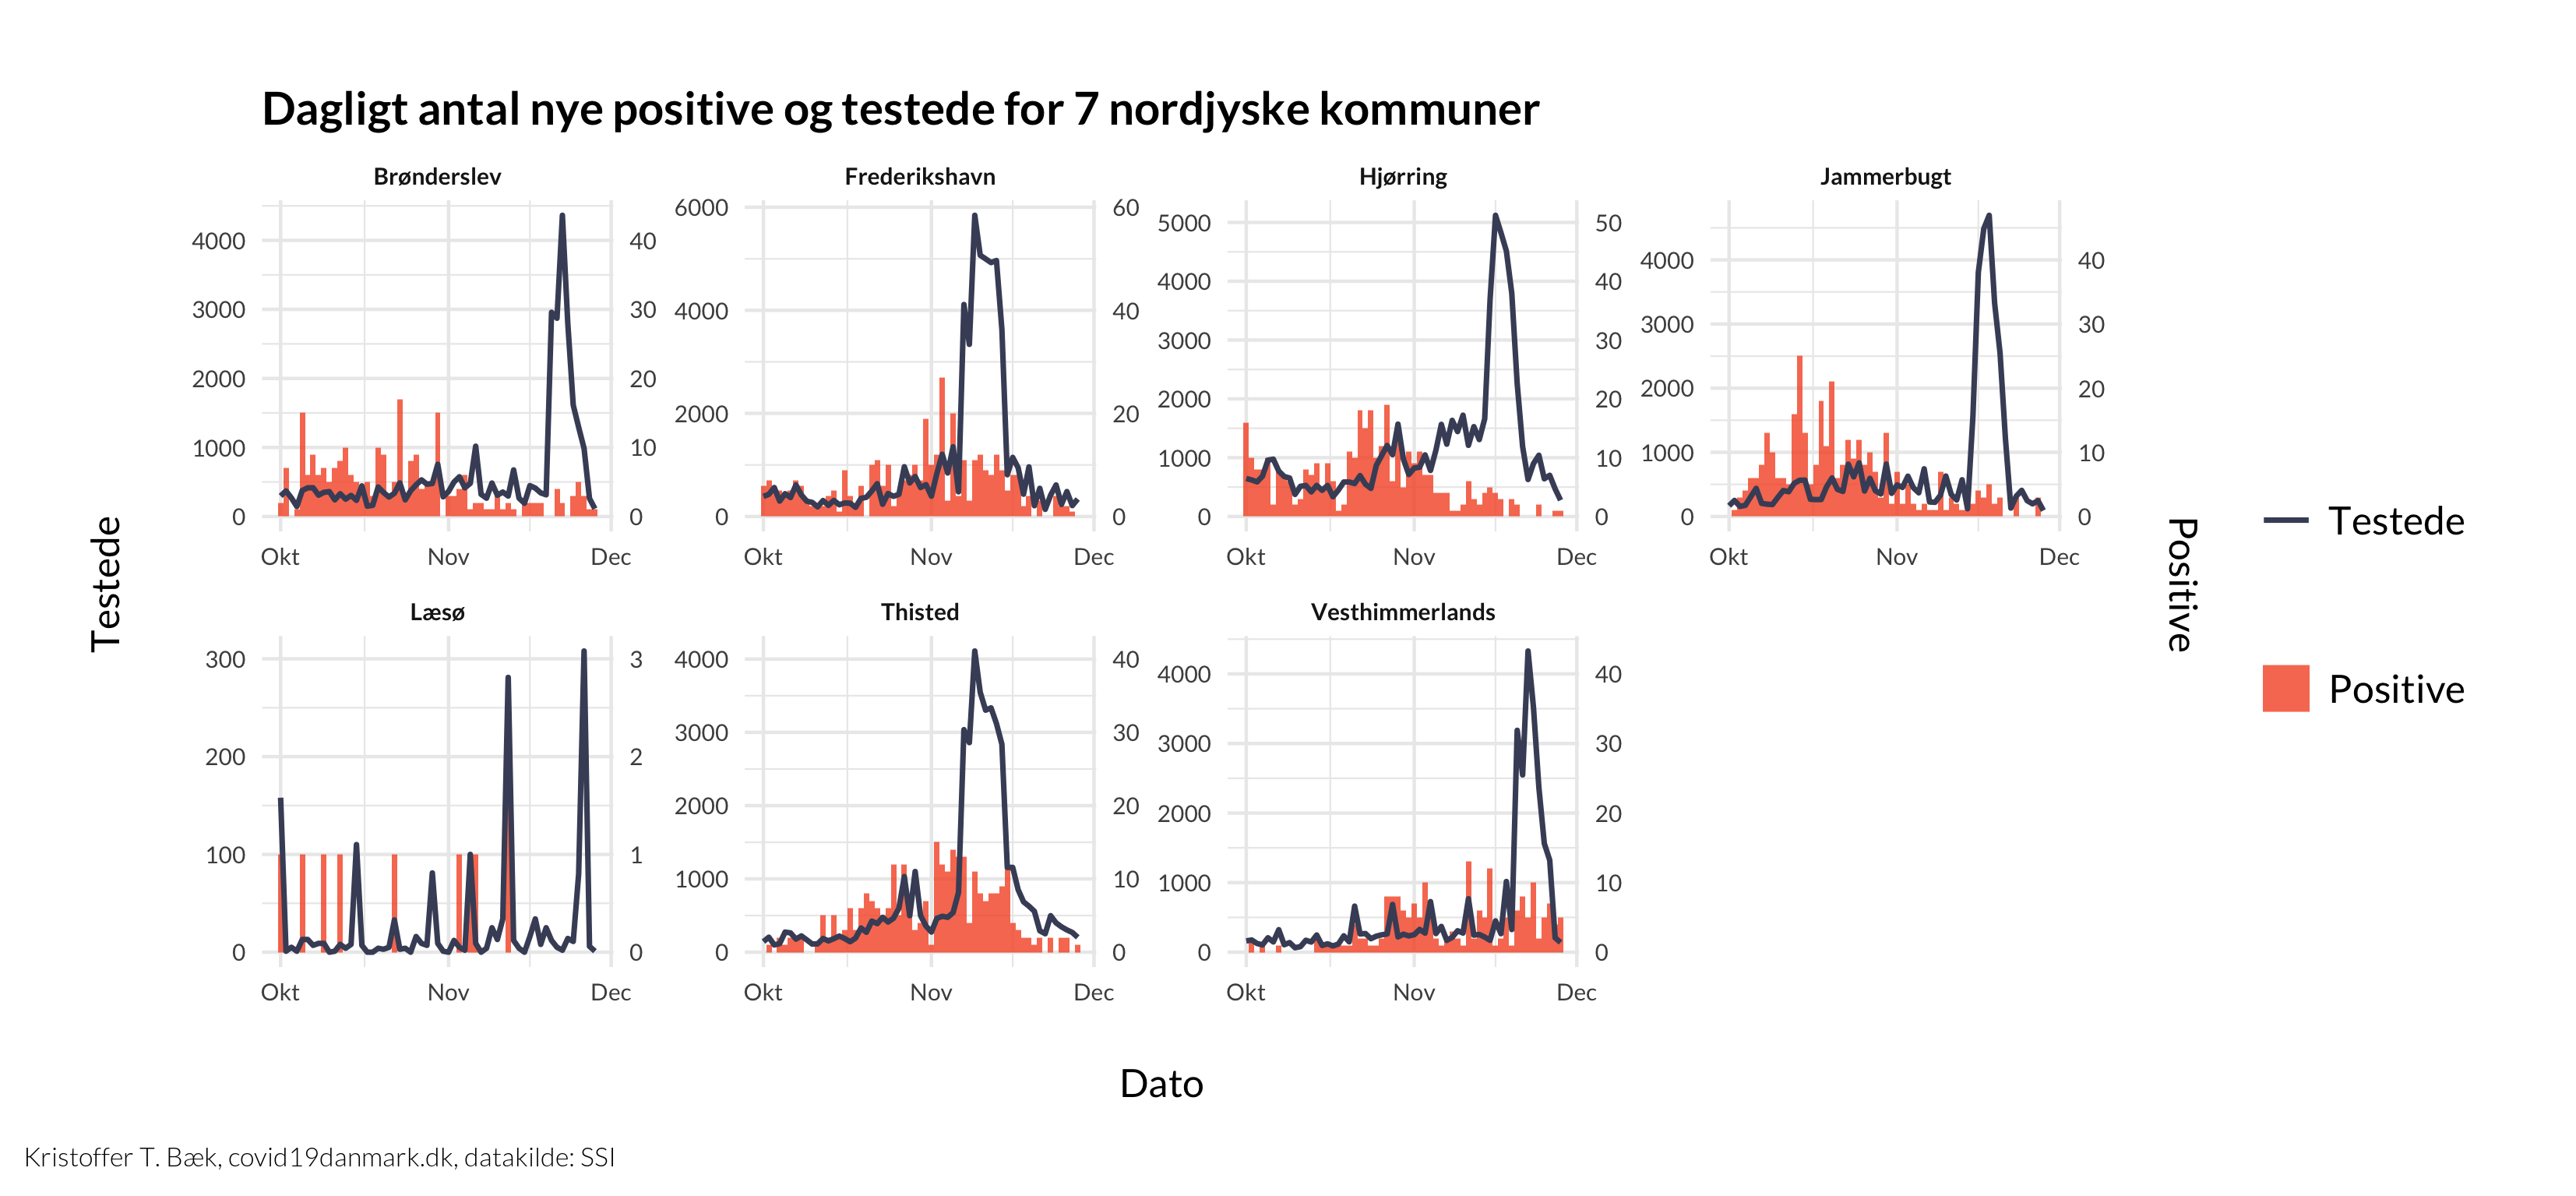 Dagligt antal nye positive og testede for 7 nordjyske kommuner
Brønderslev
Frederikshavn
Hjørring
Jammerbugt
4000
3000
2000
1000
0
40
30
20
10
0
Okt
Nov
Dec
6000
4000
2000
0
60
40
20
0
Okt
Nov
Dec
5000
4000
3000
2000
1000
0
50
40
30
20
10
0
Okt
Nov
Dec
4000
3000
2000
1000
0
40
30
20
10
0
Okt
Nov
Dec
Læsø
Thisted
Vesthimmerlands
300
200
100
0
3
2
1
0
Okt
Nov
Dec
4000
3000
2000
1000
0
40
30
20
10
0
Okt
Nov
Dec
4000
3000
2000
1000
0
40
30
20
10
0
Okt
Nov
Dec
Testede
Positive
Testede
Positive
Dato
Kristoffer T. Bæk, covid19danmark.dk, datakilde: SSI